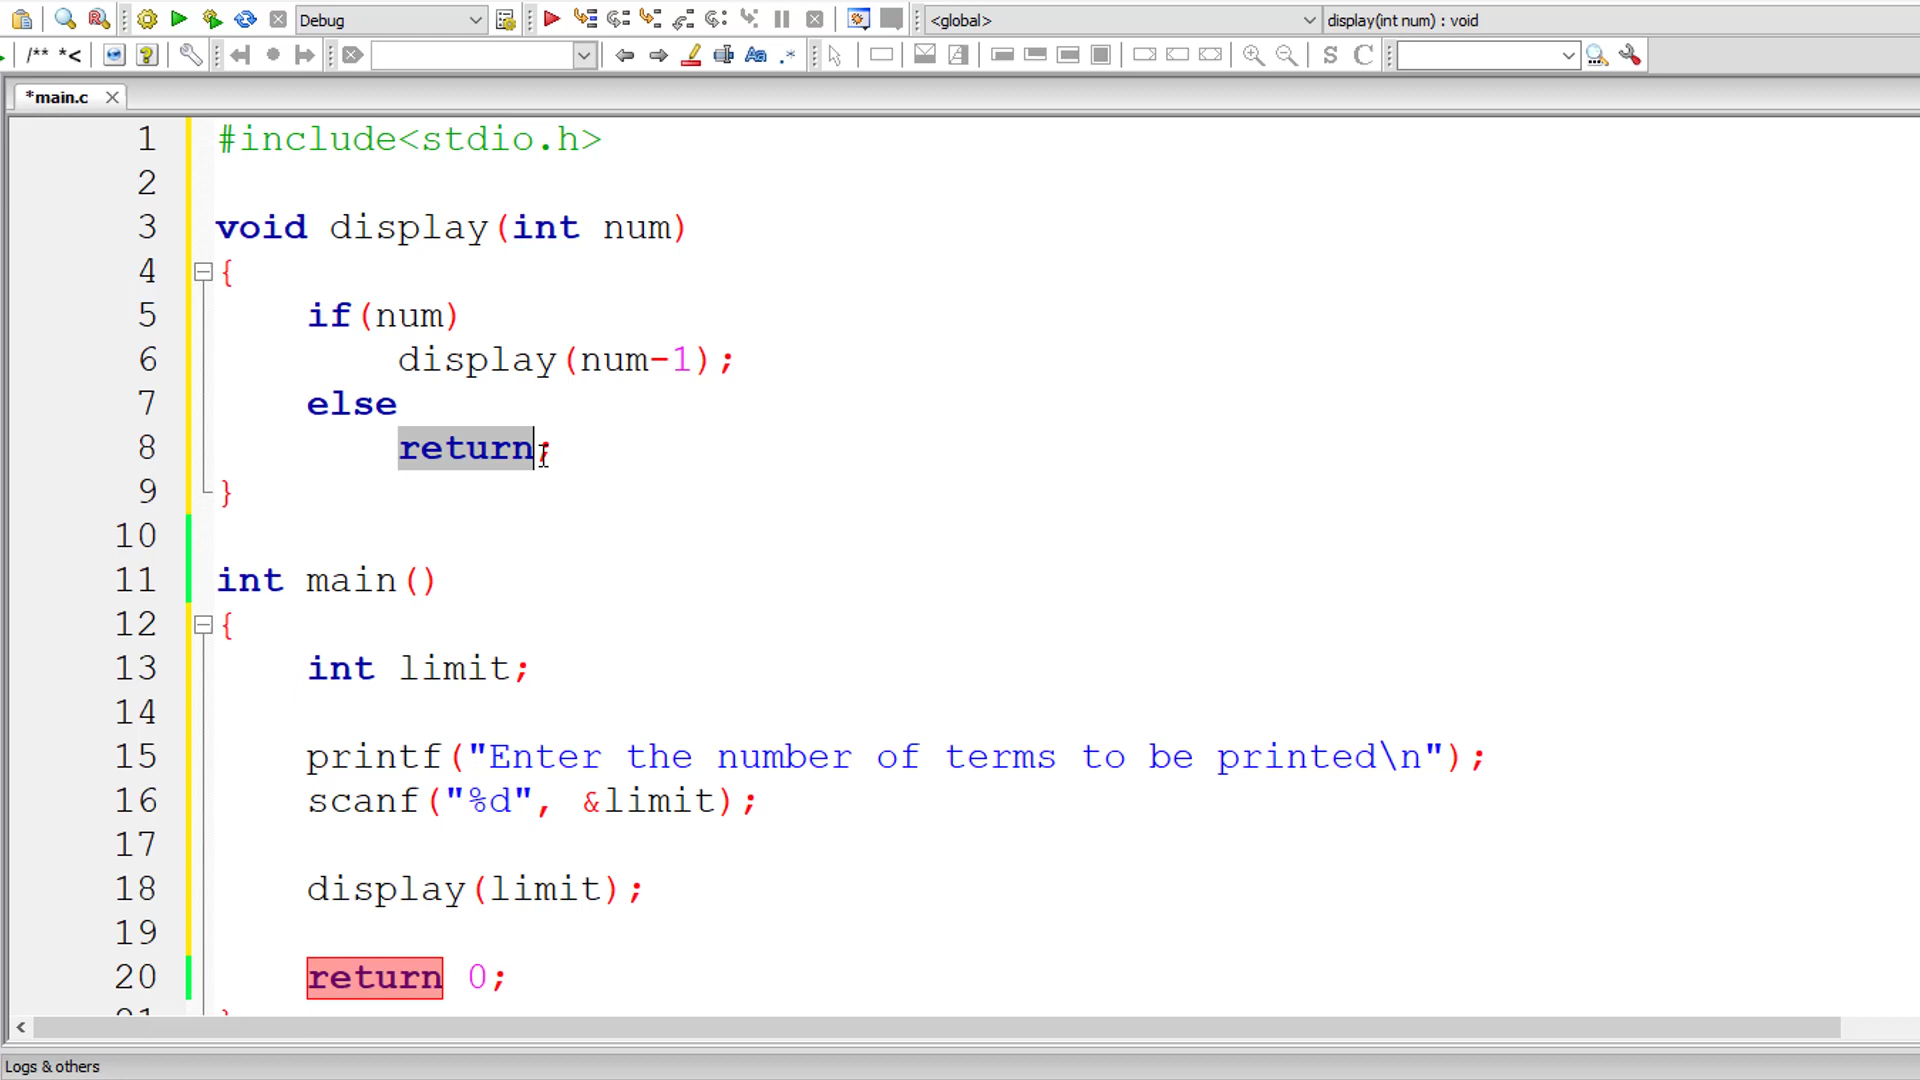 Debug
<global>
display(int num) : void
/** *<
Aa .*
S C
*main.c
1 #include<stdio.h>
2
3 void display(int num)
4 {
5 if(num)
6 display(num-1);
7 else
8 return;
9 }
10
11 int main()
12 {
13 int limit;
14
15 printf("Enter the number of terms to be printed\n");
16 scanf("%d", &limit);
17
18 display(limit);
19
20 return 0;
21 }
Logs & others